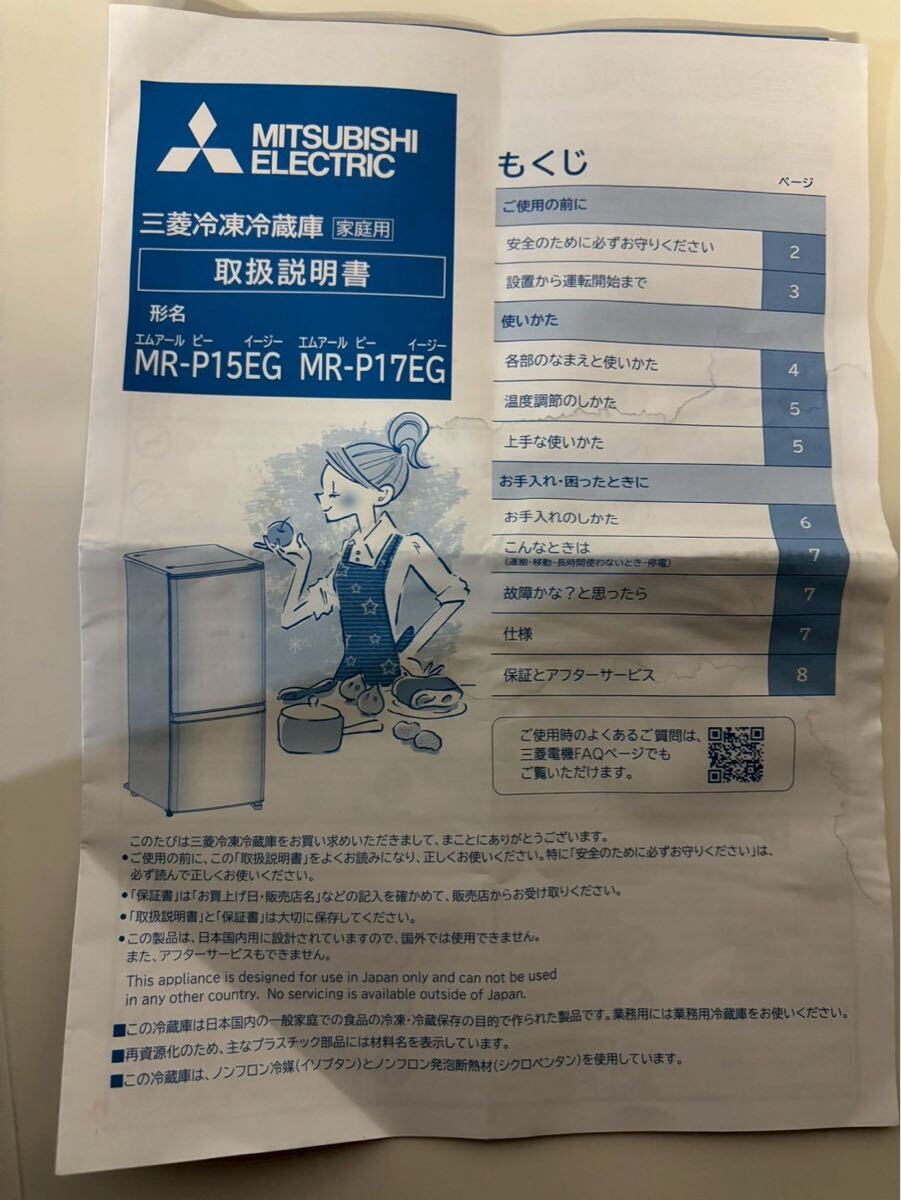 MITSUBISHI
ELECTRIC
三菱冷凍冷蔵庫 家庭用
取扱説明書
形名
エムアール ピー イージー エムアール ピー イージー
MR-P15EG MR-P17EG
もくじ
ページ
ご使用の前に
安全のために必ずお守りください 2
設置から運転開始まで 3
使いかた
各部のなまえと使いかた 4
温度調節のしかた 5
上手な使いかた 5
お手入れ・困ったときに
お手入れのしかた 6
こんなときは 7
(運搬・移動・長時間使わないとき・停電)
故障かな?と思ったら 7
仕様 7
保証とアフターサービス 8
ご使用時のよくあるご質問は、
三菱電機FAQページでも
ご覧いただけます。
このたびは三菱冷凍冷蔵庫をお買い求めいただきまして、まことにありがとうございます。
●ご使用の前に、この「取扱説明書」をよくお読みになり、正しくお使いください。特に「安全のために必ずお守りください」は、
必ず読んで正しくお使いください。
●「保証書」は「お買上げ日・販売店名」などの記入を確かめて、販売店からお受け取りください。
●「取扱説明書」と「保証書」は大切に保存してください。
●この製品は、日本国内用に設計されていますので、国外では使用できません。
また、アフターサービスもできません。
This appliance is designed for use in Japan only and can not be used
in any other country. No servicing is available outside of Japan.
■この冷蔵庫は日本国内の一般家庭での食品の冷凍・冷蔵保存の目的で作られた製品です。業務用には業務用冷蔵庫をお使いください。
■再資源化のため、主なプラスチック部品には材料名を表示しています。
■この冷蔵庫は、ノンフロン冷媒(イソブタン)とノンフロン発泡断熱材(シクロペンタン)を使用しています。